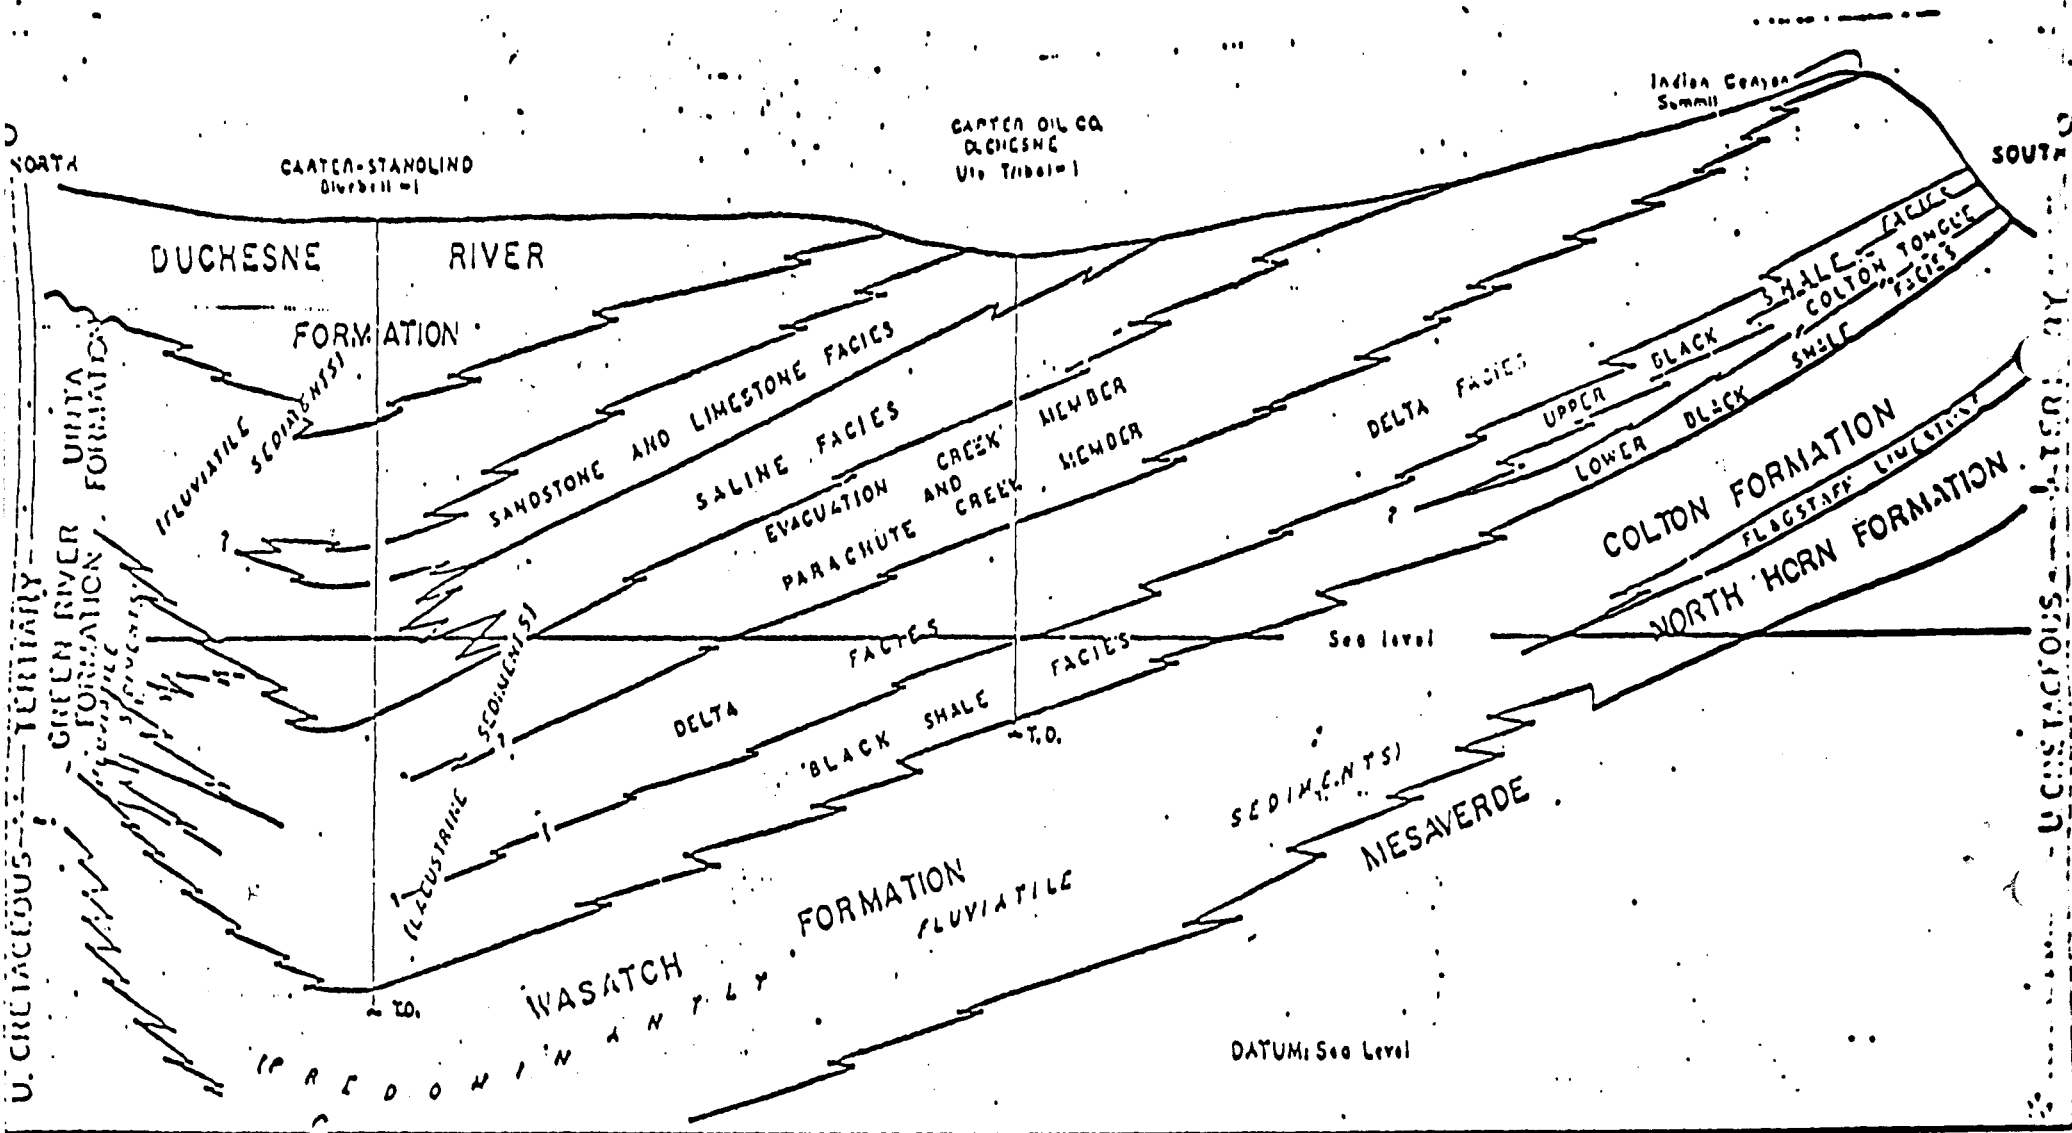 NORTH
CARTER-STANOLIND
Bluebell #1
CARTER OIL CO.
DUCHESNE
Ute Tribal #1
Indian Canyon
Summit
SOUTH
DUCHESNE RIVER
FORMATION
(FLUVIATILE
SEDIMENTS)
UINTA
FORMATION
GREEN RIVER
FORMATION
U. CRETACEOUS
TERTIARY
SANDSTONE AND LIMESTONE FACIES
SALINE FACIES
EVACUATION CREEK MEMBER
AND
PARACHUTE CREEK MEMBER
DELTA FACIES
BLACK SHALE FACIES
(LACUSTRINE
SEDIMENTS)
DELTA FACIES
UPPER BLACK SHALE FACIES
COLTON TONGUE
LOWER BLACK SHALE FACIES
COLTON FORMATION
FLAGSTAFF LIMESTONE
NORTH HORN FORMATION
Sea level
T.D.
T.D.
WASATCH FORMATION
(PREDOMINANTLY FLUVIATILE SEDIMENTS)
MESAVERDE
DATUM: Sea Level